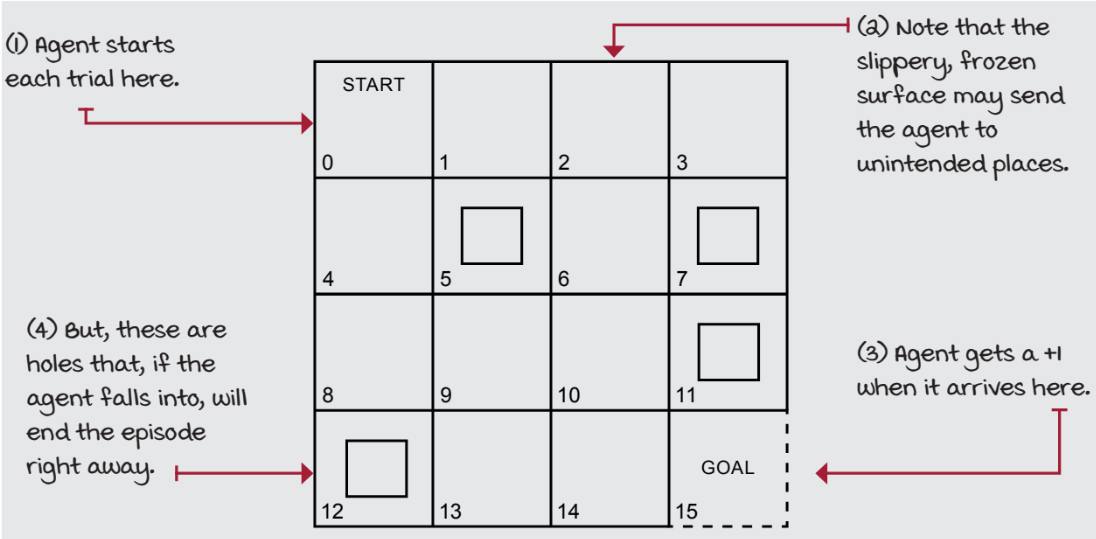 (1) Agent starts
each trial here.
(2) Note that the
slippery, frozen
surface may send
the agent to
unintended places.
START
0
1
2
3
4
5
6
7
(4) But, these are
holes that, if the
agent falls into, will
end the episode
right away.
8
9
10
11
(3) Agent gets a +1
when it arrives here.
GOAL
12
13
14
15